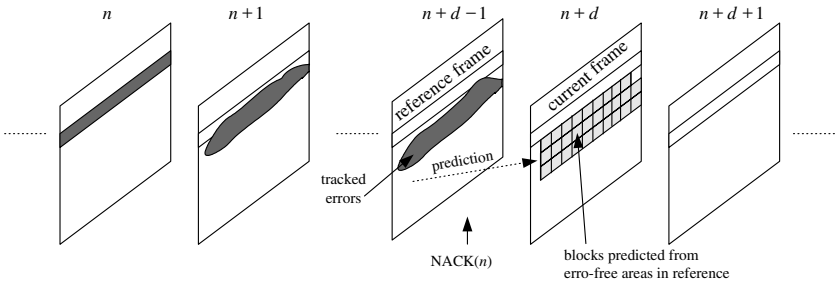 n
n + 1
n + d − 1
n + d
n + d + 1
reference frame
current frame
prediction
tracked
errors
NACK(n)
blocks predicted from
erro-free areas in reference